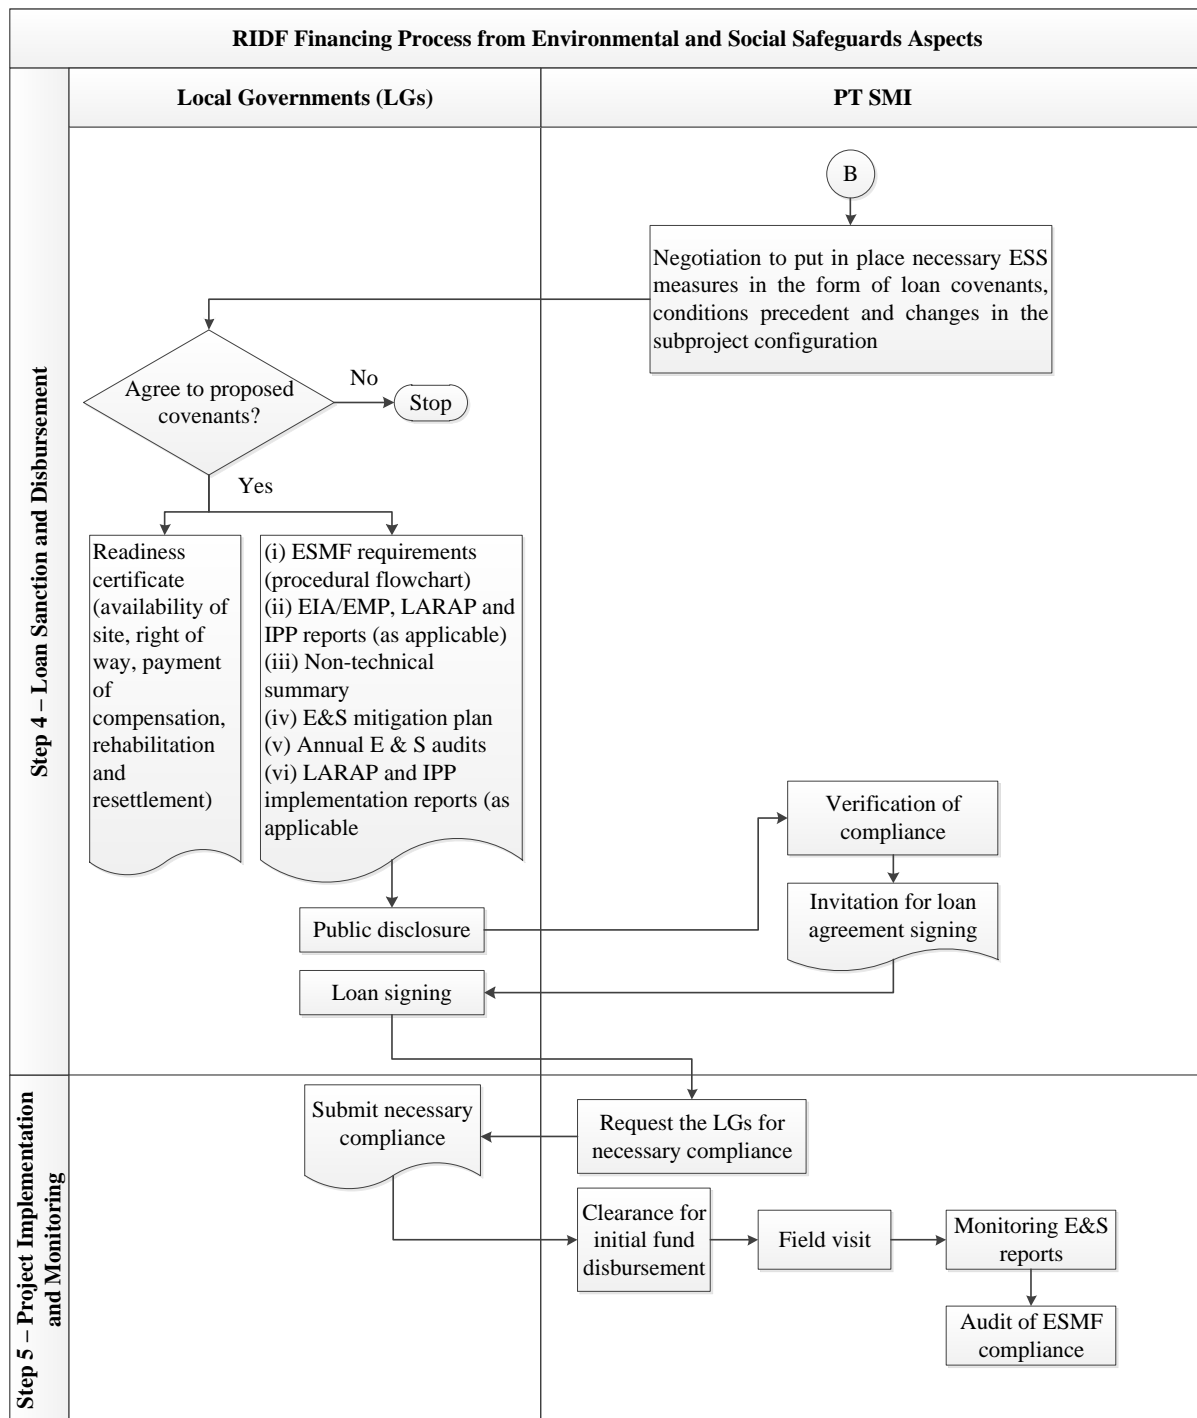 RIDF Financing Process from Environmental and Social Safeguards Aspects
Local Governments (LGs)
PT SMI
Step 4 – Loan Sanction and Disbursement
B
Negotiation to put in place necessary ESS
measures in the form of loan covenants,
conditions precedent and changes in the
subproject configuration
Agree to proposed
covenants?
No
Stop
Yes
Readiness
certificate
(availability of
site, right of
way, payment
of
compensation,
rehabilitation
and
resettlement)
(i) ESMF requirements
(procedural flowchart)
(ii) EIA/EMP, LARAP and
IPP reports (as applicable)
(iii) Non-technical
summary
(iv) E&S mitigation plan
(v) Annual E & S audits
(vi) LARAP and IPP
implementation reports (as
applicable
Public disclosure
Verification of
compliance
Invitation for loan
agreement signing
Loan signing
Step 5 – Project Implementation
and Monitoring
Submit necessary
compliance
Request the LGs for
necessary compliance
Clearance for
initial fund
disbursement
Field visit
Monitoring E&S
reports
Audit of ESMF
compliance